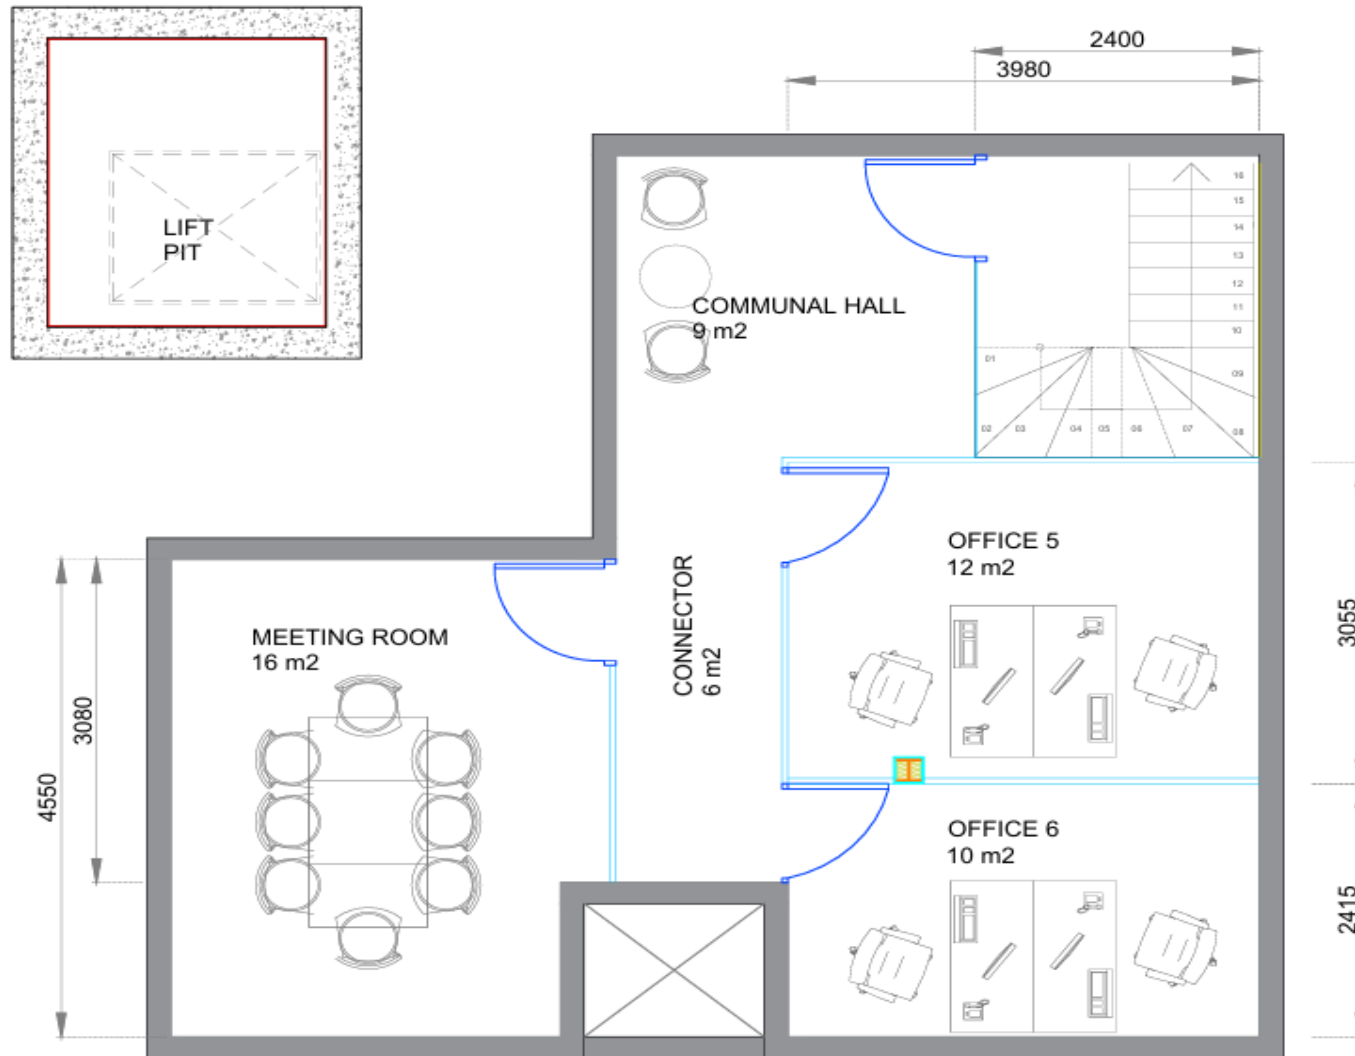 2400
3980
LIFT
PIT
COMMUNAL HALL
9 m2
16
15
14
13
12
11
10
09
01
02
03
04
05
06
07
08
OFFICE 5
12 m2
CONNECTOR
6 m2
MEETING ROOM
16 m2
3055
3080
4550
OFFICE 6
10 m2
2415